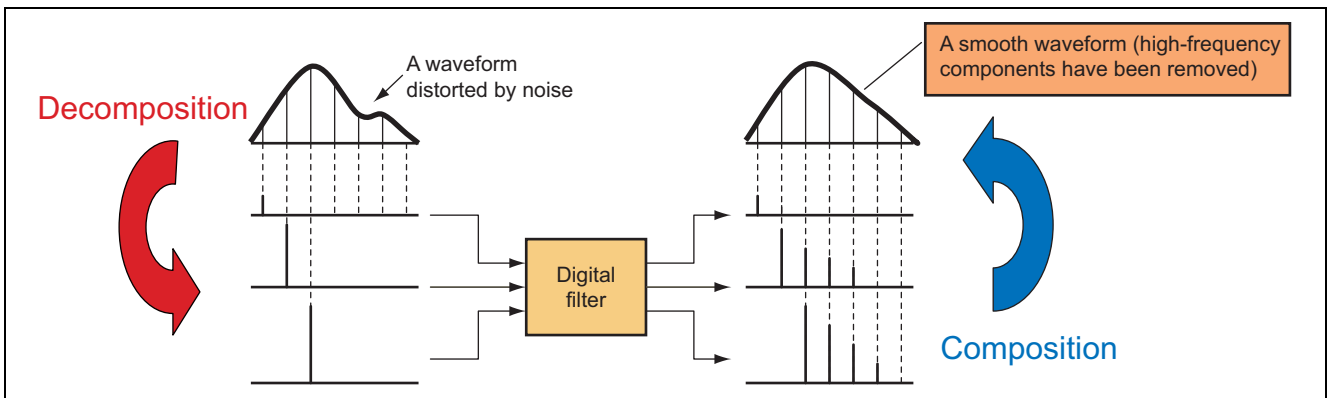 Decomposition
A waveform
distorted by noise
Digital
filter
A smooth waveform (high-frequency
components have been removed)
Composition